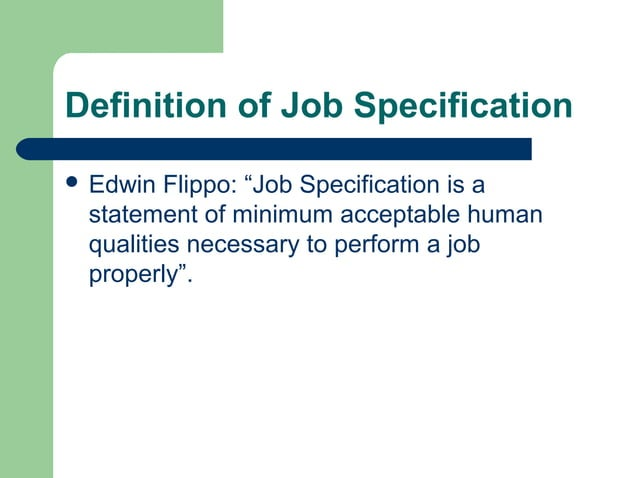 Definition of Job Specification
Edwin Flippo: “Job Specification is a
statement of minimum acceptable human
qualities necessary to perform a job
properly”.